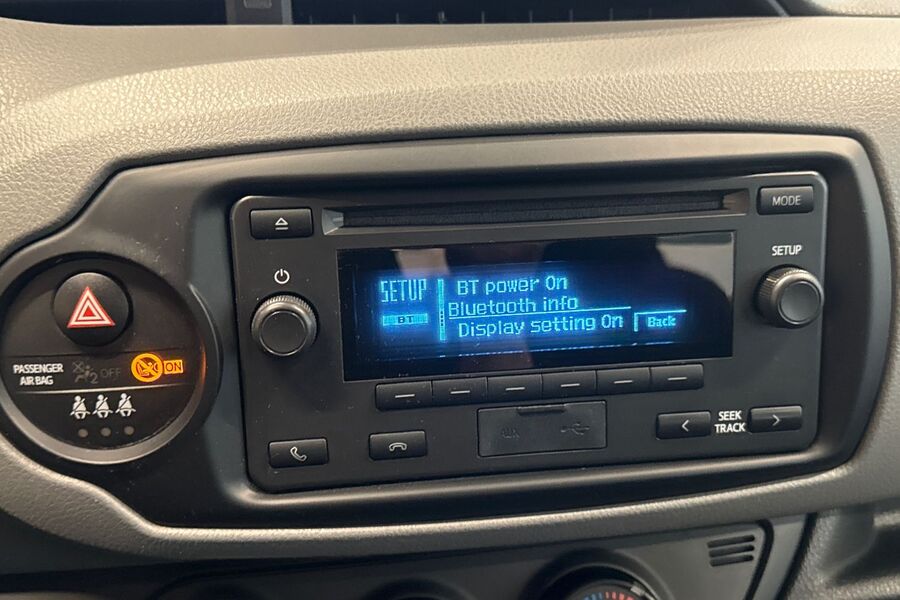 MODE
SETUP
SETUP
BT
BT power On
Bluetooth info
Display setting On
Back
PASSENGER
AIR BAG
2 OFF
ON
AUX
SEEK
TRACK